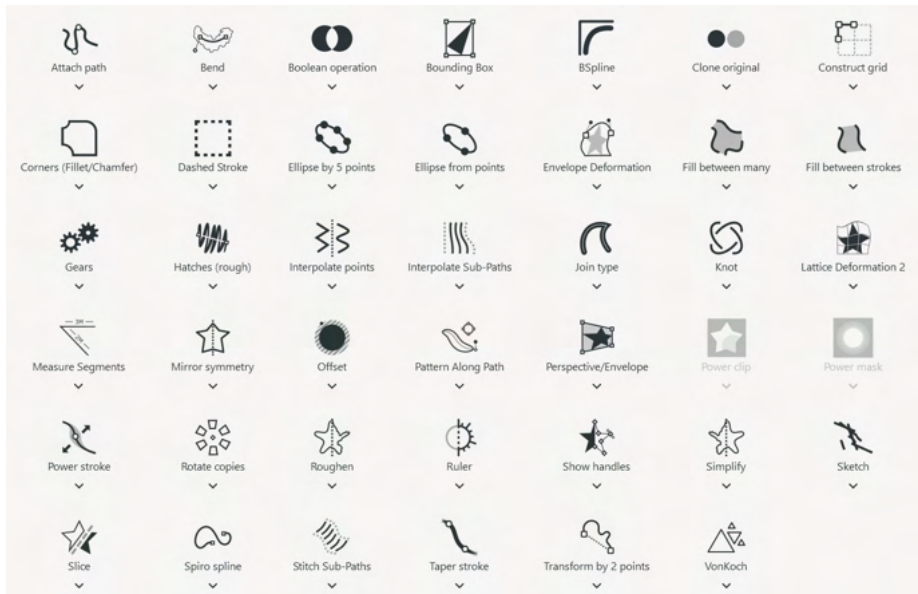 Attach path
Bend
Boolean operation
Bounding Box
BSpline
Clone original
Construct grid
Corners (Fillet/Chamfer)
Dashed Stroke
Ellipse by 5 points
Ellipse from points
Envelope Deformation
Fill between many
Fill between strokes
Gears
Hatches (rough)
Interpolate points
Interpolate Sub-Paths
Join type
Knot
Lattice Deformation 2
Measure Segments
Mirror symmetry
Offset
Pattern Along Path
Perspective/Envelope
Power clip
Power mask
Power stroke
Rotate copies
Roughen
Ruler
Show handles
Simplify
Sketch
Slice
Spiro spline
Stitch Sub-Paths
Taper stroke
Transform by 2 points
VonKoch